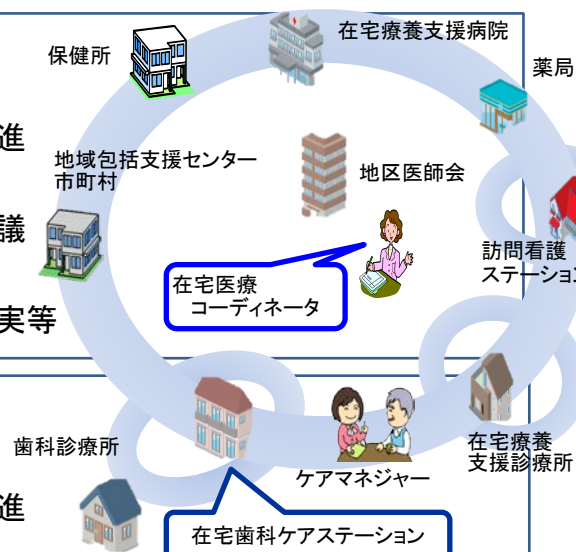 在宅療養支援病院
保健所
薬局
進
地域包括支援センター
市町村
地区医師会
議
訪問看護
ステーション
在宅医療
コーディネータ
実等
歯科診療所
ケアマネジャー
在宅療養
支援診療所
進
在宅歯科ケアステーション